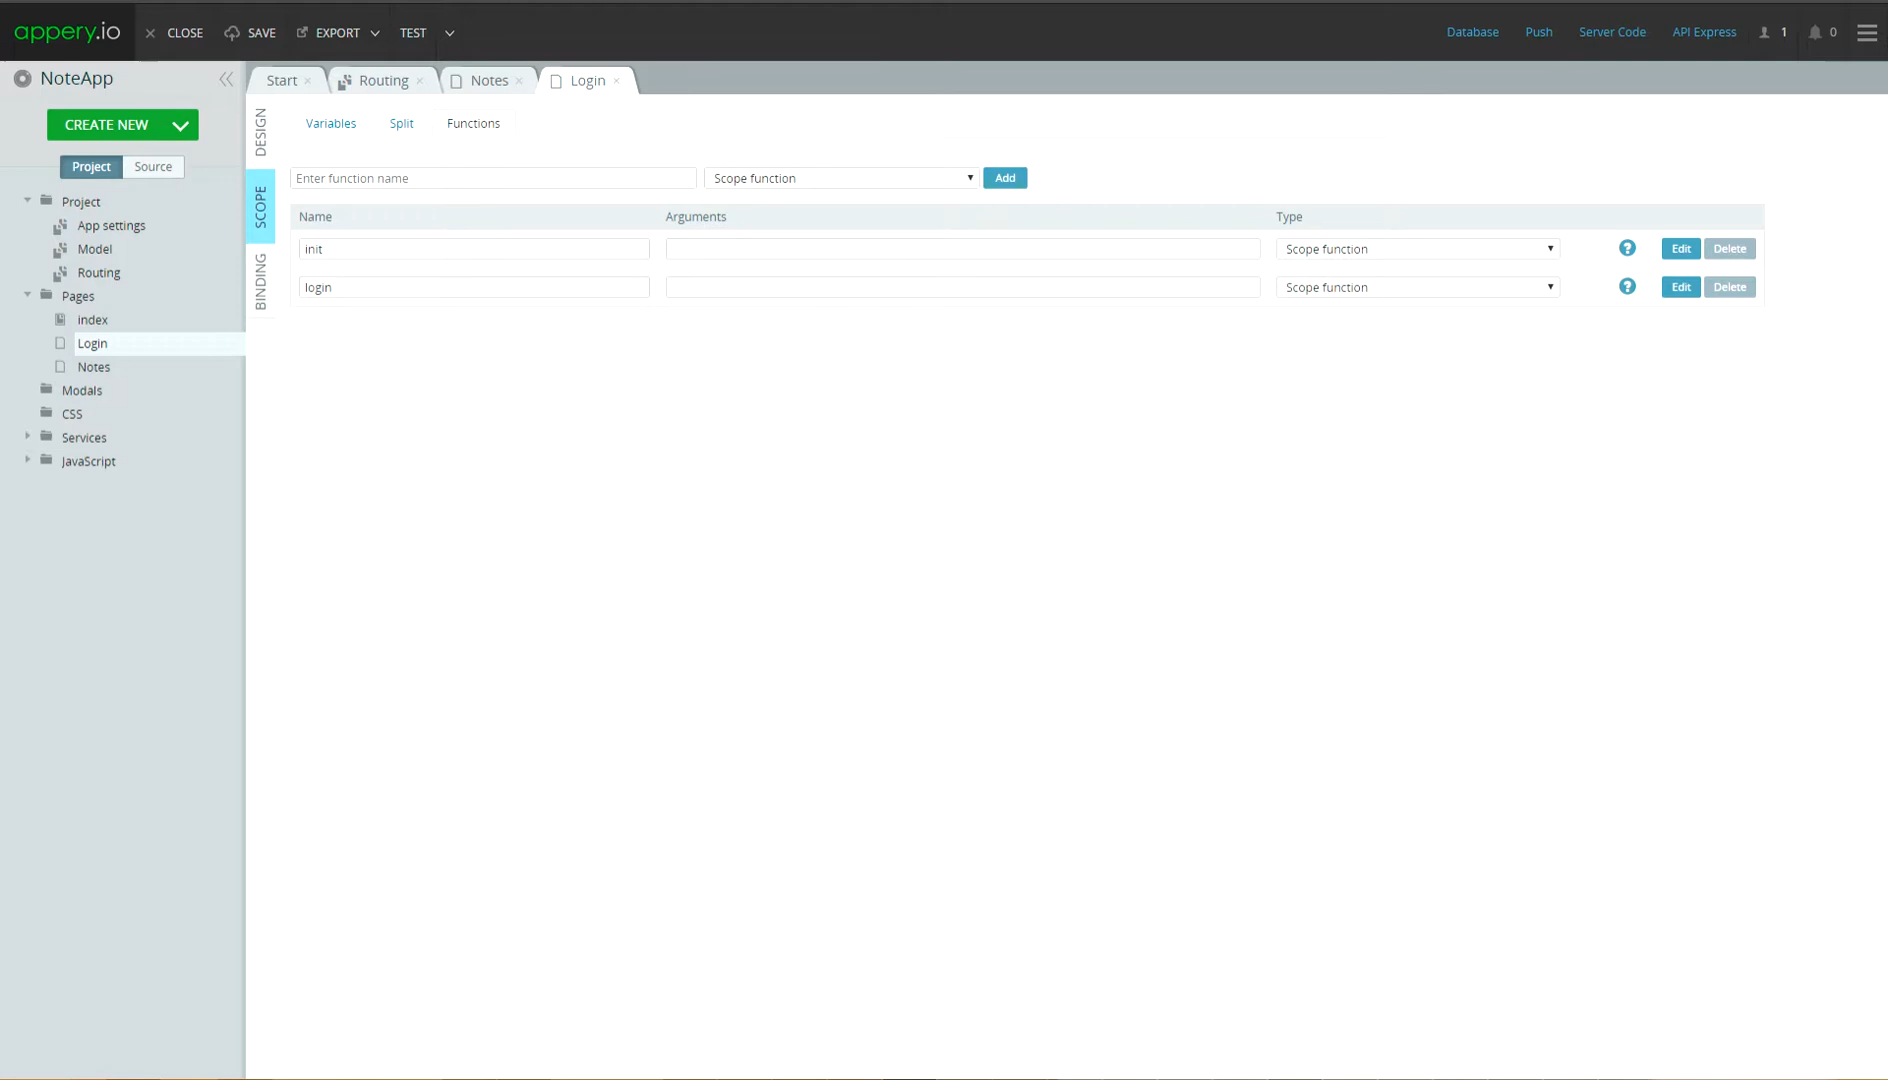 appery.io CLOSE SAVE EXPORT TEST Database Push Server Code API Express 1 0
NoteApp
Start Routing Notes Login
CREATE NEW
Project Source
Project
App settings
Model
Routing
Pages
index
Login
Notes
Modals
CSS
Services
JavaScript
DESIGN
SCOPE
BINDING
Variables Split Functions
Enter function name Scope function Add
Name Arguments Type
init Scope function ? Edit Delete
login Scope function ? Edit Delete